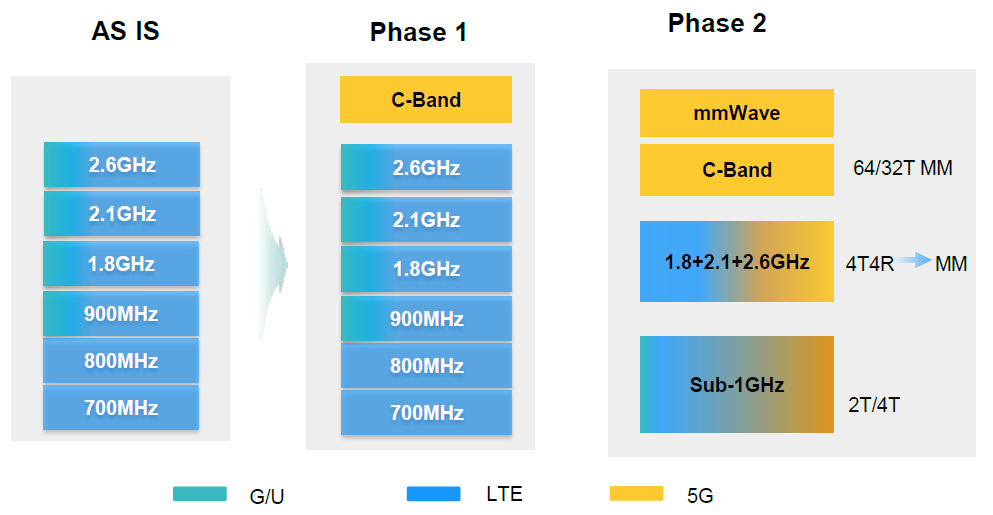 AS IS
2.6GHz
2.1GHz
1.8GHz
900MHz
800MHz
700MHz
Phase 1
C-Band
2.6GHz
2.1GHz
1.8GHz
900MHz
800MHz
700MHz
Phase 2
mmWave
C-Band
64/32T MM
1.8+2.1+2.6GHz
4T4R MM
Sub-1GHz
2T/4T
G/U
LTE
5G